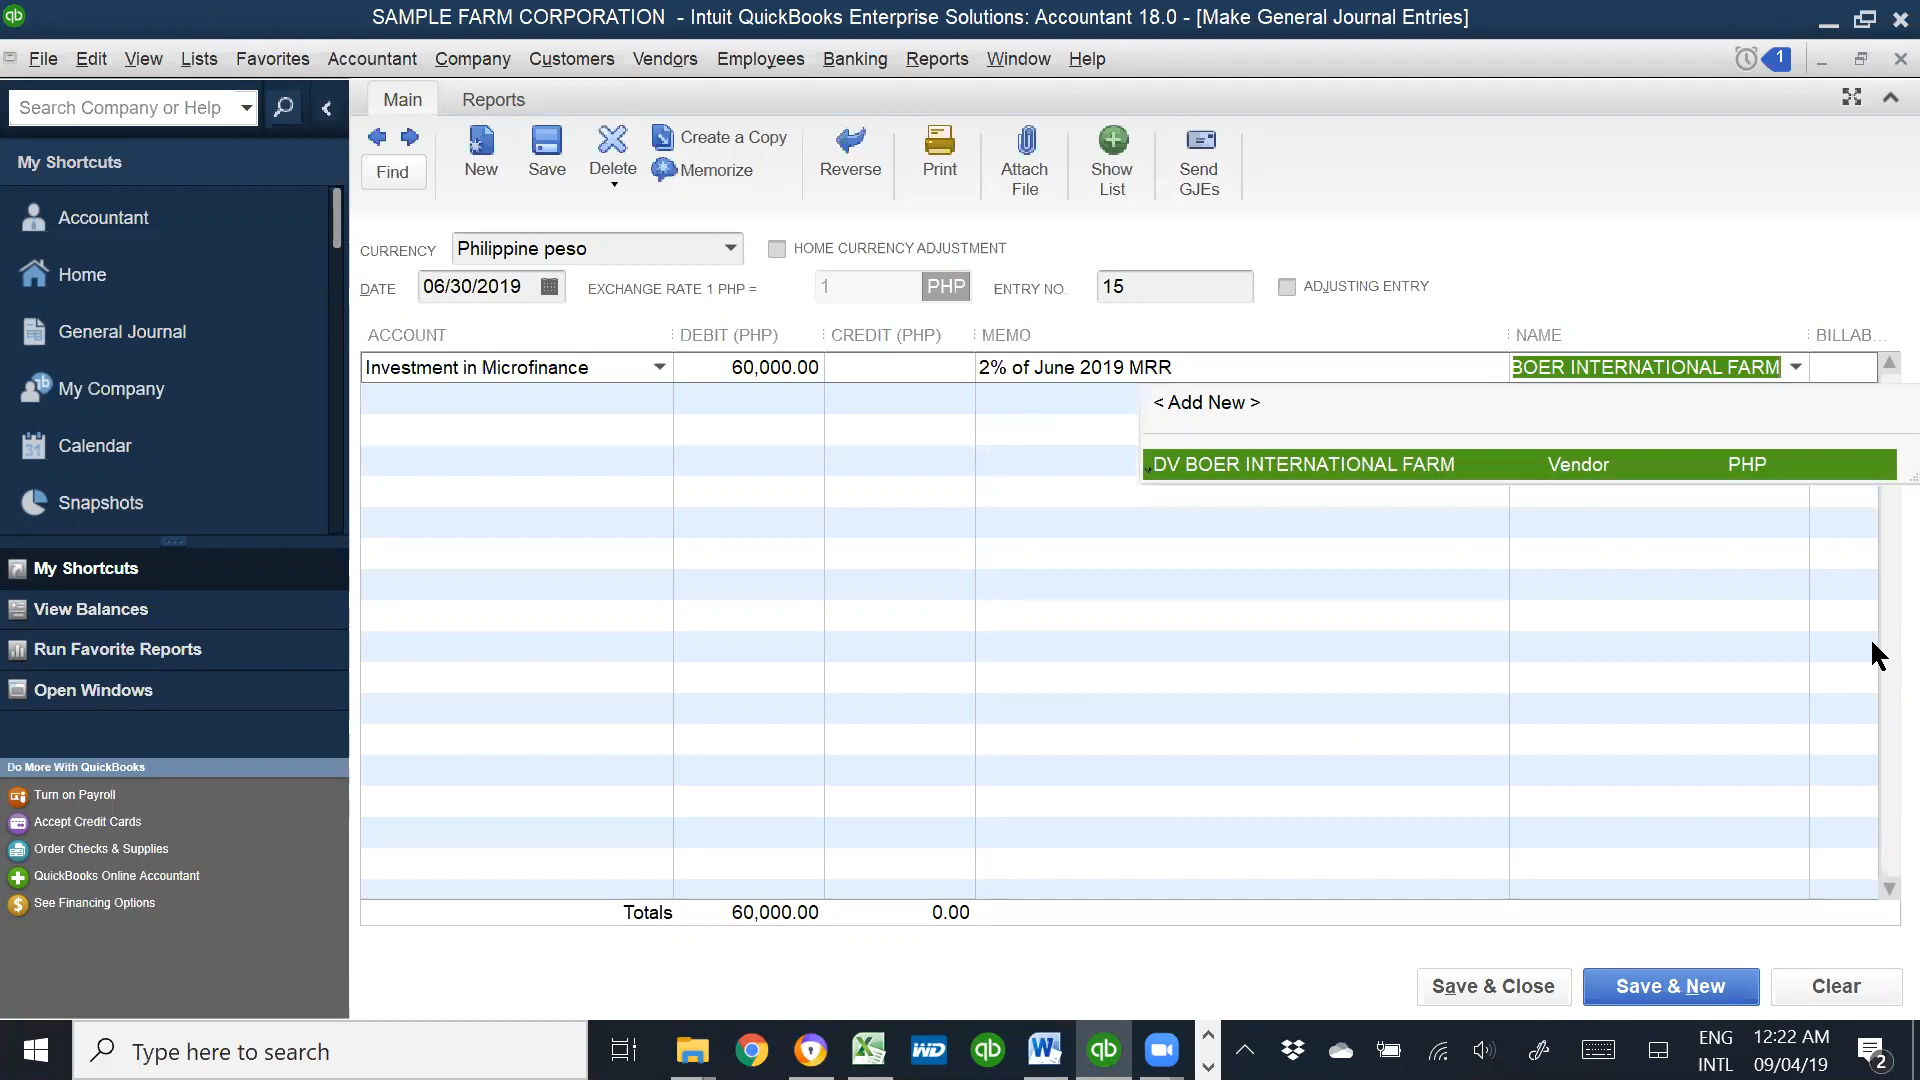 SAMPLE FARM CORPORATION - Intuit QuickBooks Enterprise Solutions: Accountant 18.0 - [Make General Journal Entries]
File Edit View Lists Favorites Accountant Company Customers Vendors Employees Banking Reports Window Help
1
Search Company or Help
Main Reports
Find
New
Save
Delete
Create a Copy
Memorize
Reverse
Print
Attach File
Show List
Send GJEs
My Shortcuts
Accountant
Home
General Journal
My Company
Calendar
31
Snapshots
My Shortcuts
View Balances
Run Favorite Reports
Open Windows
Do More With QuickBooks
Turn on Payroll
Accept Credit Cards
Order Checks & Supplies
QuickBooks Online Accountant
See Financing Options
CURRENCY Philippine peso HOME CURRENCY ADJUSTMENT
DATE 06/30/2019 EXCHANGE RATE 1 PHP = 1 PHP ENTRY NO. 15 ADJUSTING ENTRY
ACCOUNT DEBIT (PHP) CREDIT (PHP) MEMO NAME BILLAB...
Investment in Microfinance 60,000.00 2% of June 2019 MRR BOER INTERNATIONAL FARM
< Add New >
DV BOER INTERNATIONAL FARM Vendor PHP
Totals 60,000.00 0.00
Save & Close Save & New Clear
Type here to search
ENG 12:22 AM
INTL 09/04/19
2